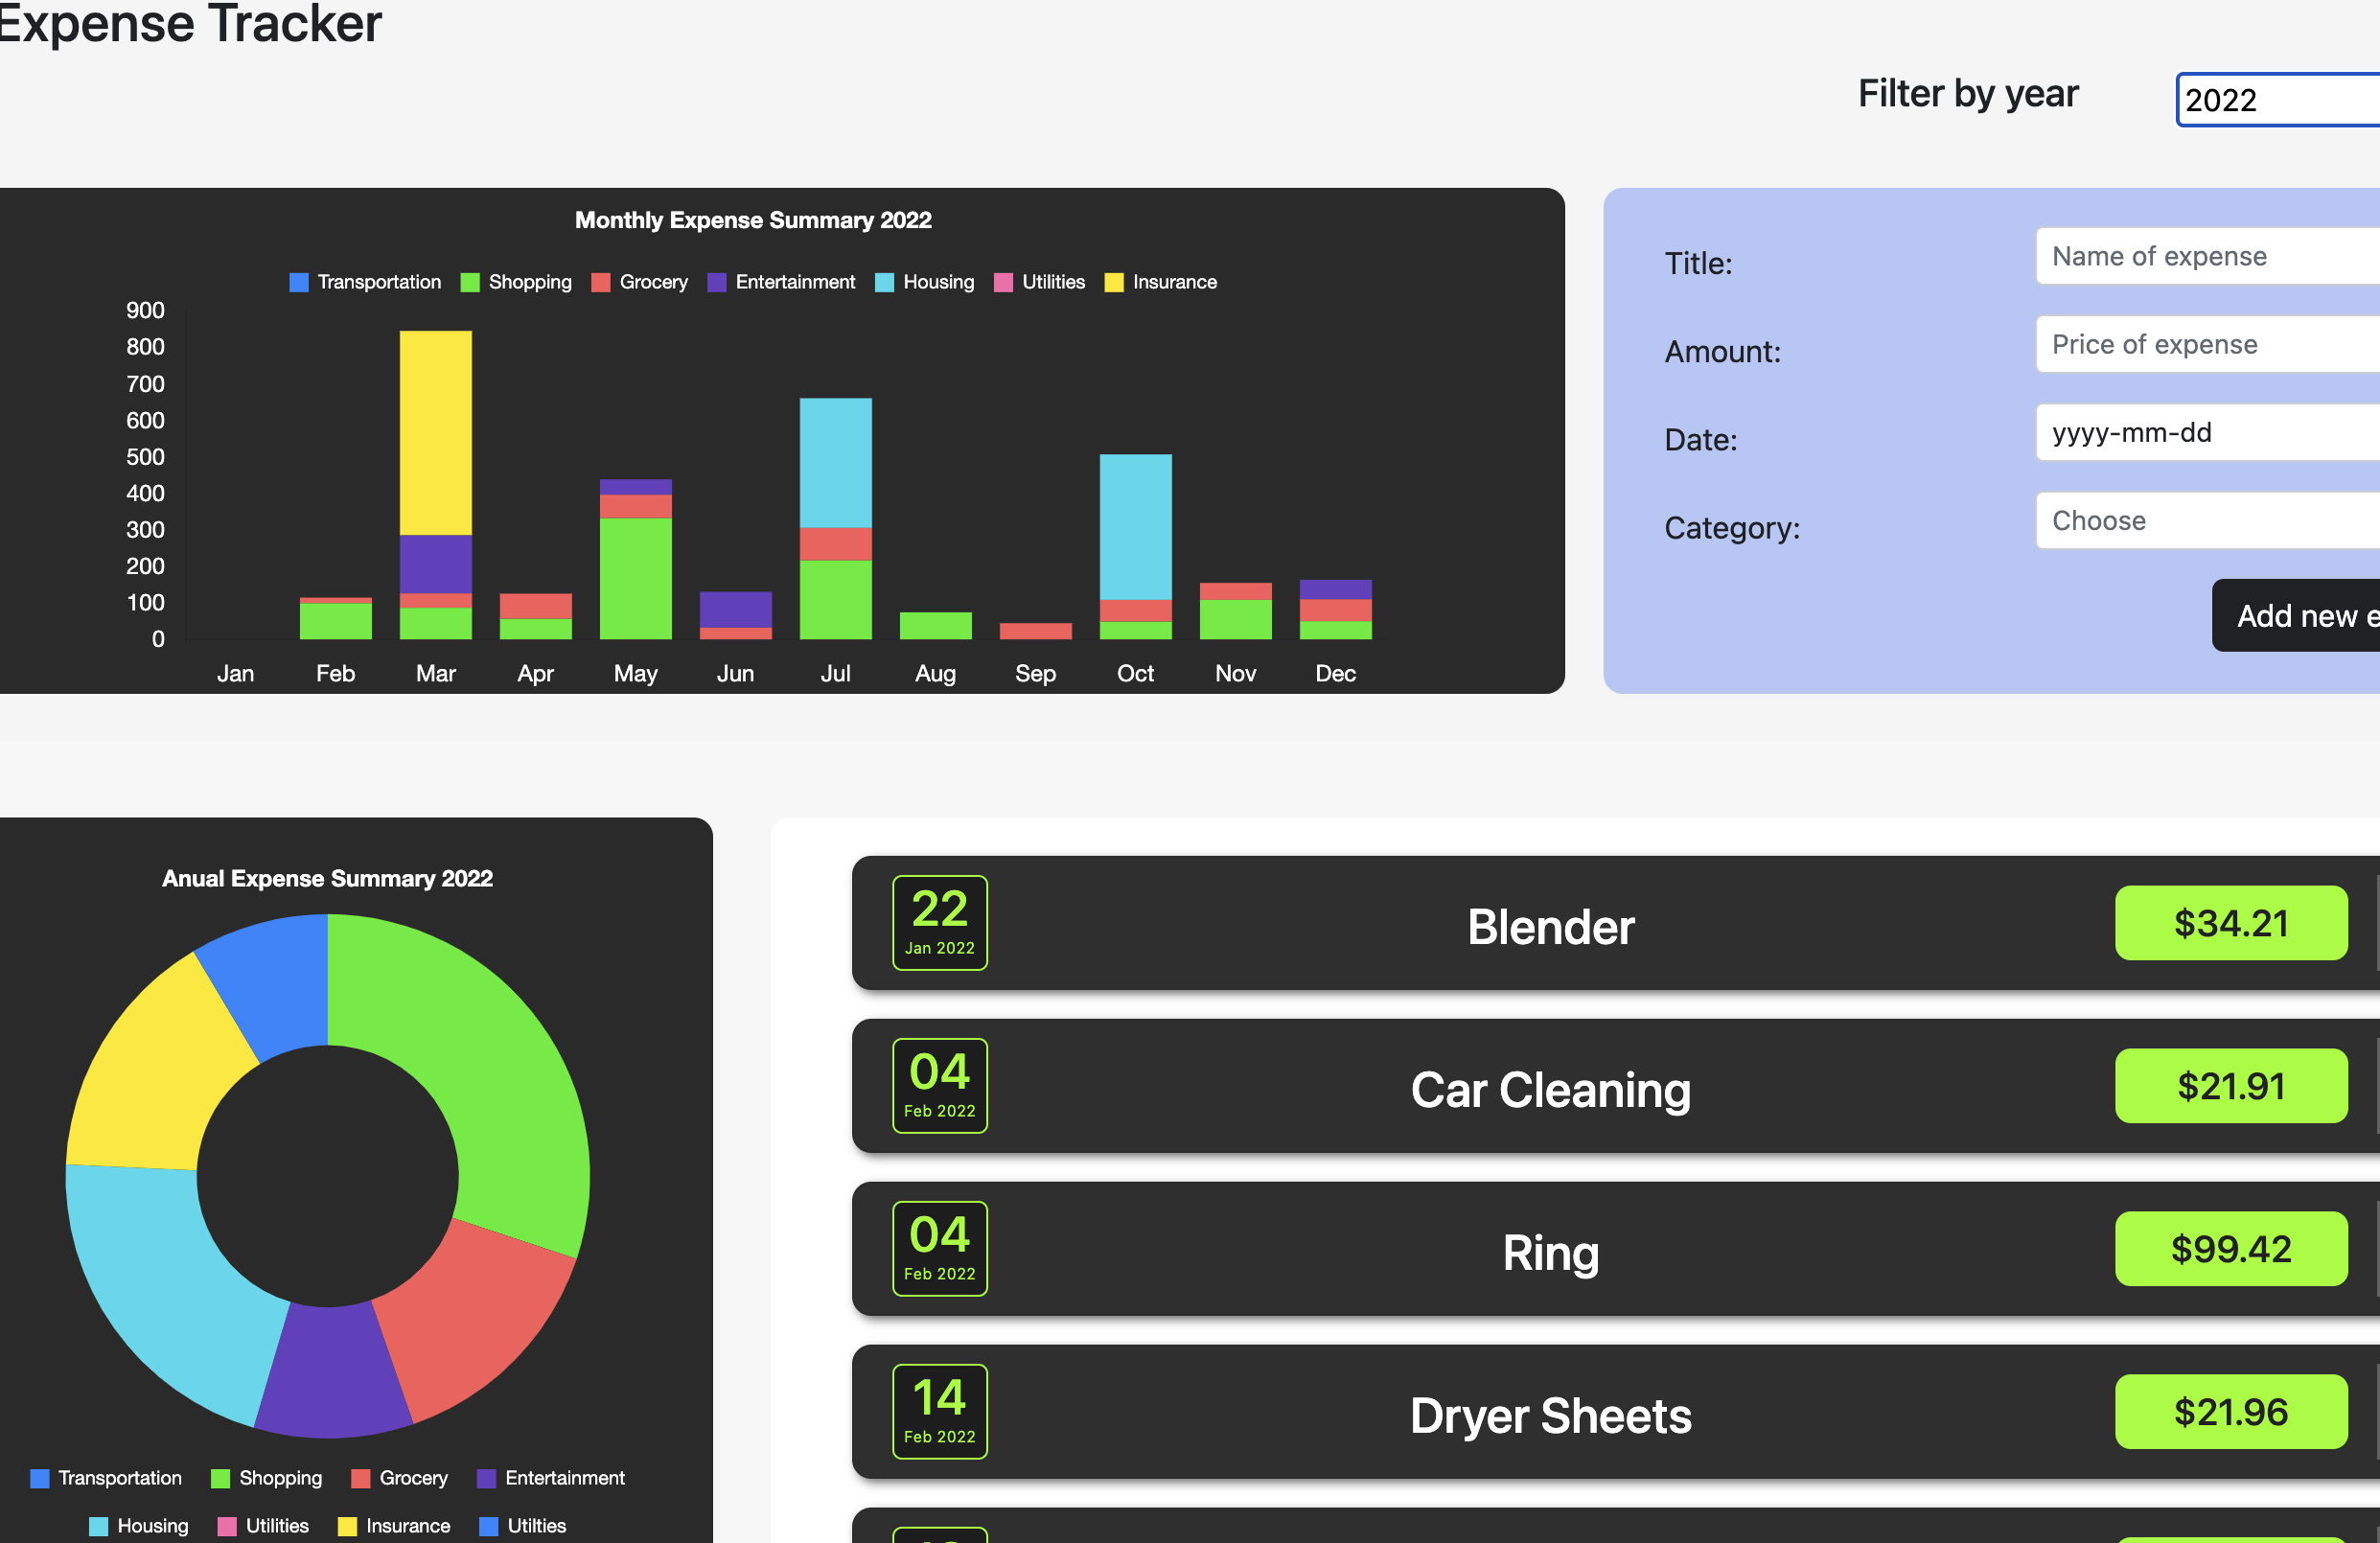 Expense Tracker
Filter by year
2022
Monthly Expense Summary 2022
Transportation Shopping Grocery Entertainment Housing Utilities Insurance
900
800
700
600
500
400
300
200
100
0
Jan Feb Mar Apr May Jun Jul Aug Sep Oct Nov Dec
Title: Name of expense
Amount: Price of expense
Date: yyyy-mm-dd
Category: Choose
Add new e
Anual Expense Summary 2022
Transportation Shopping Grocery Entertainment
Housing Utilities Insurance Utilties
22
Jan 2022
Blender
$34.21
04
Feb 2022
Car Cleaning
$21.91
04
Feb 2022
Ring
$99.42
14
Feb 2022
Dryer Sheets
$21.96